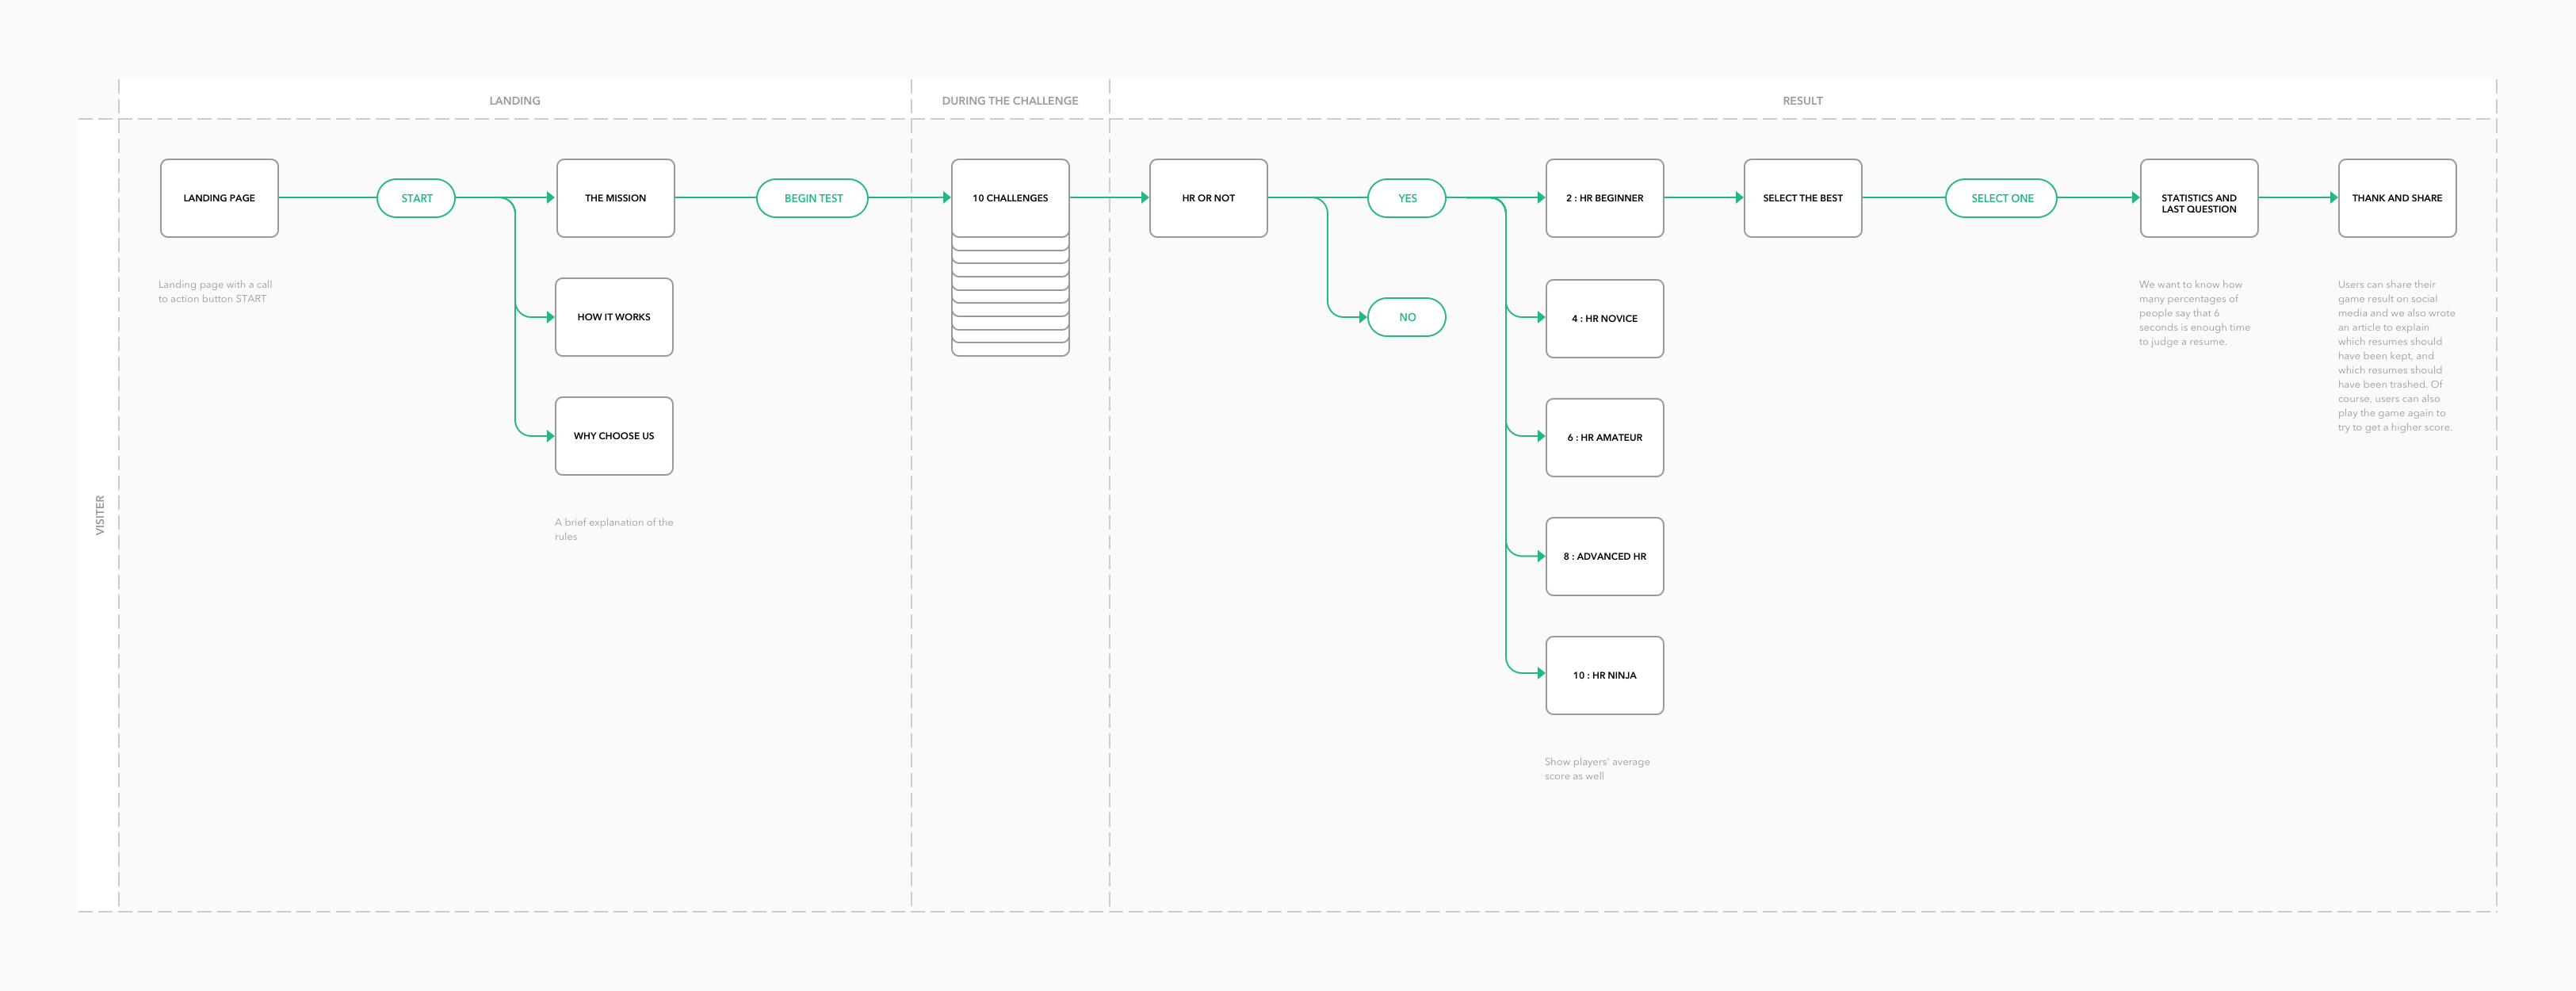 LANDING
DURING THE CHALLENGE
RESULT
VISITER
LANDING PAGE
START
THE MISSION
BEGIN TEST
10 CHALLENGES
HR OR NOT
YES
2 : HR BEGINNER
SELECT THE BEST
SELECT ONE
STATISTICS AND
LAST QUESTION
THANK AND SHARE
Landing page with a call
to action button START
HOW IT WORKS
WHY CHOOSE US
A brief explanation of the
rules
NO
4 : HR NOVICE
6 : HR AMATEUR
8 : ADVANCED HR
10 : HR NINJA
Show players' average
score as well
We want to know how
many percentages of
people say that 6
seconds is enough time
to judge a resume.
Users can share their
game result on social
media and we also wrote
an article to explain
which resumes should
have been kept, and
which resumes should
have been trashed. Of
course, users can also
play the game again to
try to get a higher score.